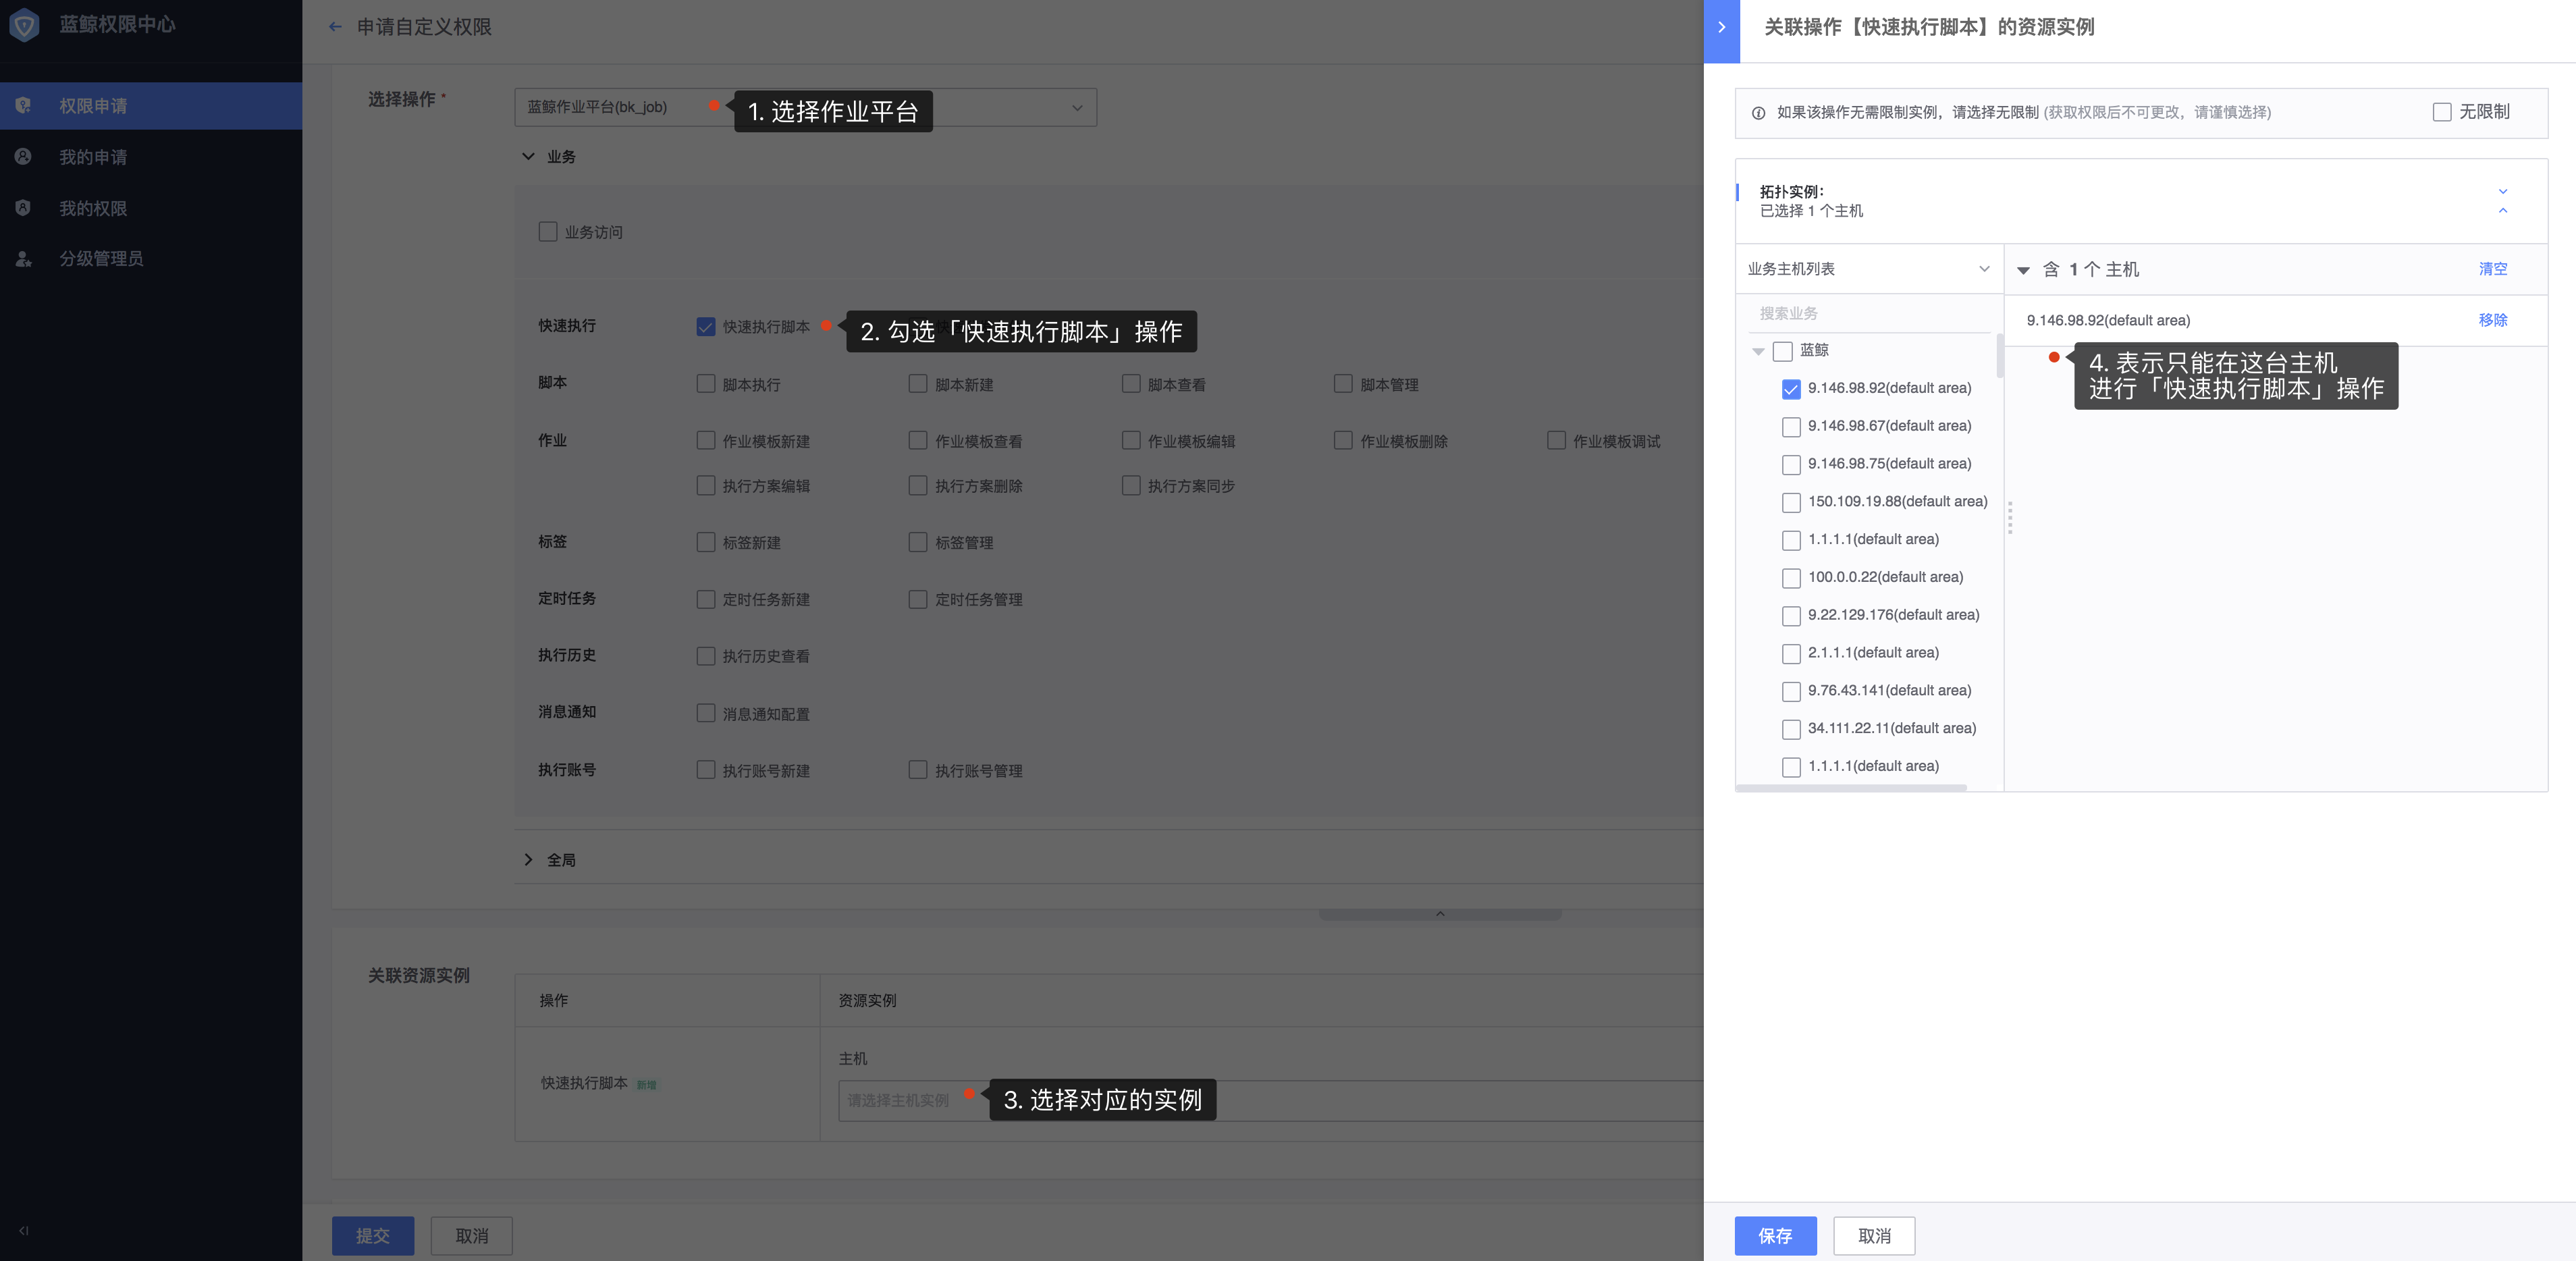 蓝鲸权限中心
权限申请
我的申请
我的权限
分级管理员
申请自定义权限
选择操作 *
蓝鲸作业平台(bk_job)
1. 选择作业平台
业务
业务访问
快速执行
快速执行脚本
2. 勾选「快速执行脚本」操作
脚本
脚本执行
脚本新建
脚本查看
脚本管理
作业
作业模板新建
作业模板查看
作业模板编辑
作业模板删除
作业模板调试
执行方案编辑
执行方案删除
执行方案同步
标签
标签新建
标签管理
定时任务
定时任务新建
定时任务管理
执行历史
执行历史查看
消息通知
消息通知配置
执行账号
执行账号新建
执行账号管理
全局
关联资源实例
操作
资源实例
快速执行脚本 新增
主机
请选择主机实例
3. 选择对应的实例
提交
取消
关联操作【快速执行脚本】的资源实例
如果该操作无需限制实例，请选择无限制 (获取权限后不可更改，请谨慎选择)
无限制
拓扑实例：
已选择 1 个主机
业务主机列表
搜索业务
蓝鲸
9.146.98.92(default area)
9.146.98.67(default area)
9.146.98.75(default area)
150.109.19.88(default area)
1.1.1.1(default area)
100.0.0.22(default area)
9.22.129.176(default area)
2.1.1.1(default area)
9.76.43.141(default area)
34.111.22.11(default area)
1.1.1.1(default area)
含 1 个 主机
清空
9.146.98.92(default area)
移除
4. 表示只能在这台主机
进行「快速执行脚本」操作
保存
取消